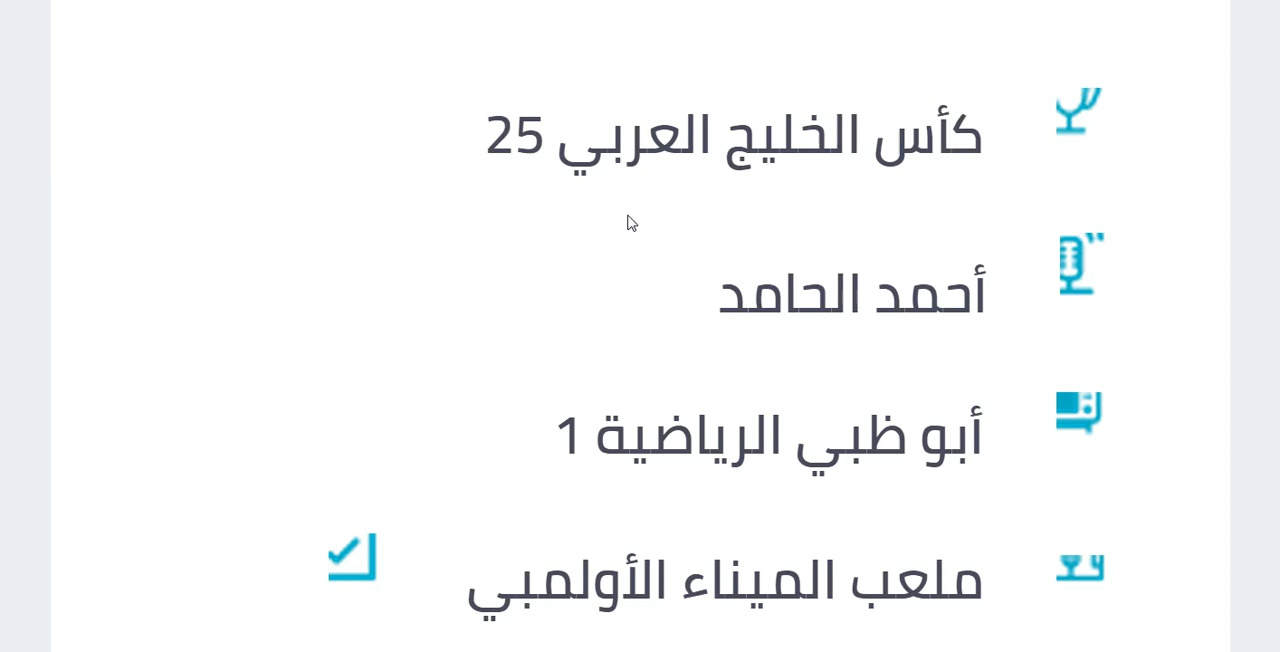 كأس الخليج العربي 25
أحمد الحامد
أبو ظبي الرياضية 1
ملعب الميناء الأولمبي